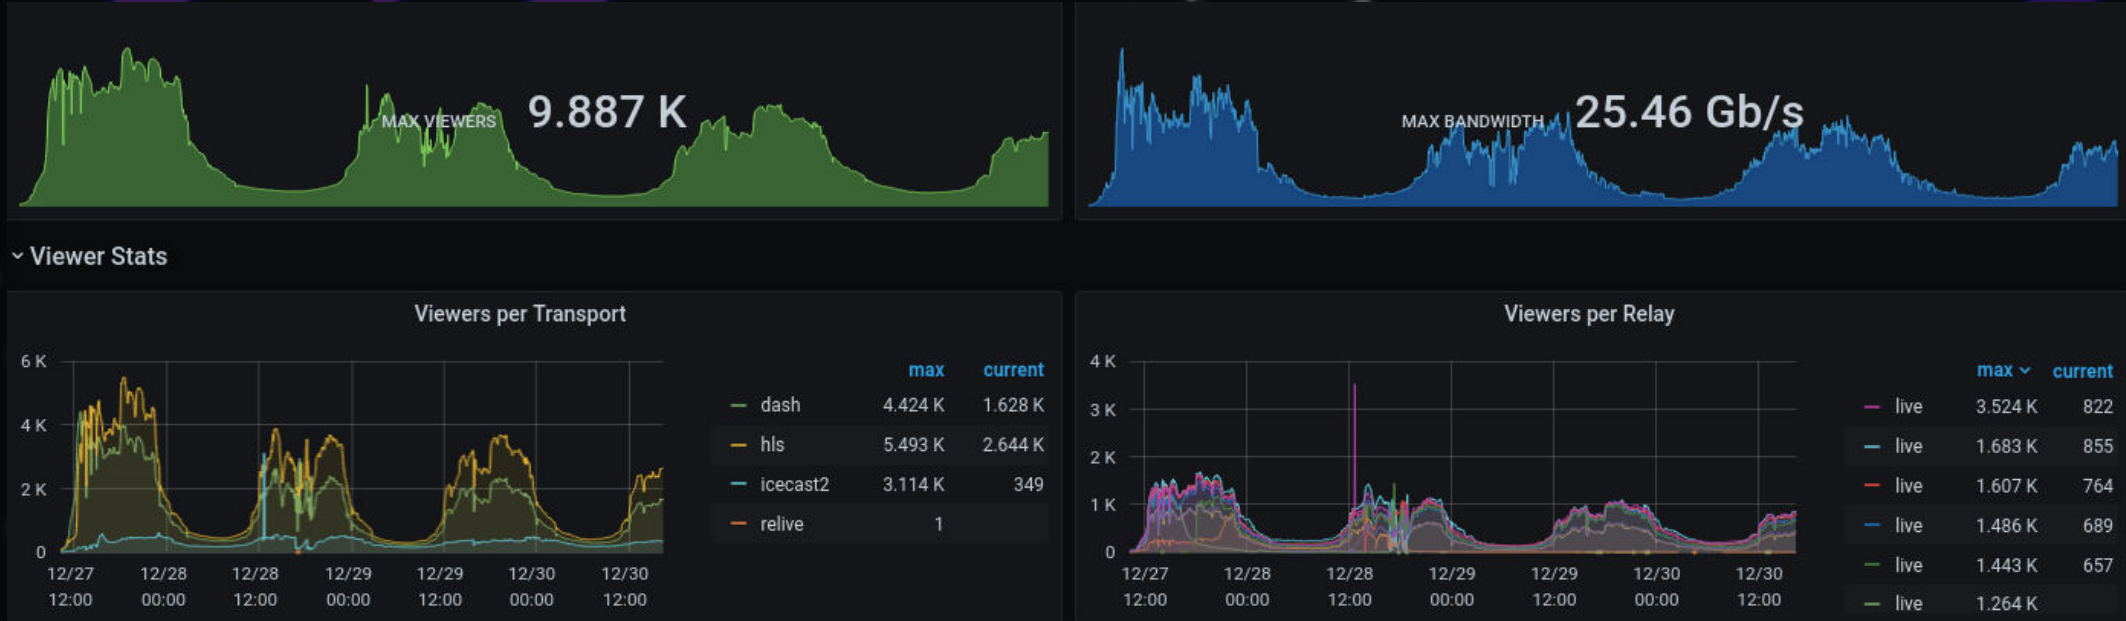 MAX VIEWERS 9.887 K
MAX BANDWIDTH 25.46 Gb/s
Viewer Stats
Viewers per Transport
6 K
4 K
2 K
0
12/27 12:00
12/28 00:00
12/28 12:00
12/29 00:00
12/29 12:00
12/30 00:00
12/30 12:00
max current
dash 4.424 K 1.628 K
hls 5.493 K 2.644 K
icecast2 3.114 K 349
relive 1
Viewers per Relay
4 K
3 K
2 K
1 K
0
12/27 12:00
12/28 00:00
12/28 12:00
12/29 00:00
12/29 12:00
12/30 00:00
12/30 12:00
max current
live 3.524 K 822
live 1.683 K 855
live 1.607 K 764
live 1.486 K 689
live 1.443 K 657
live 1.264 K